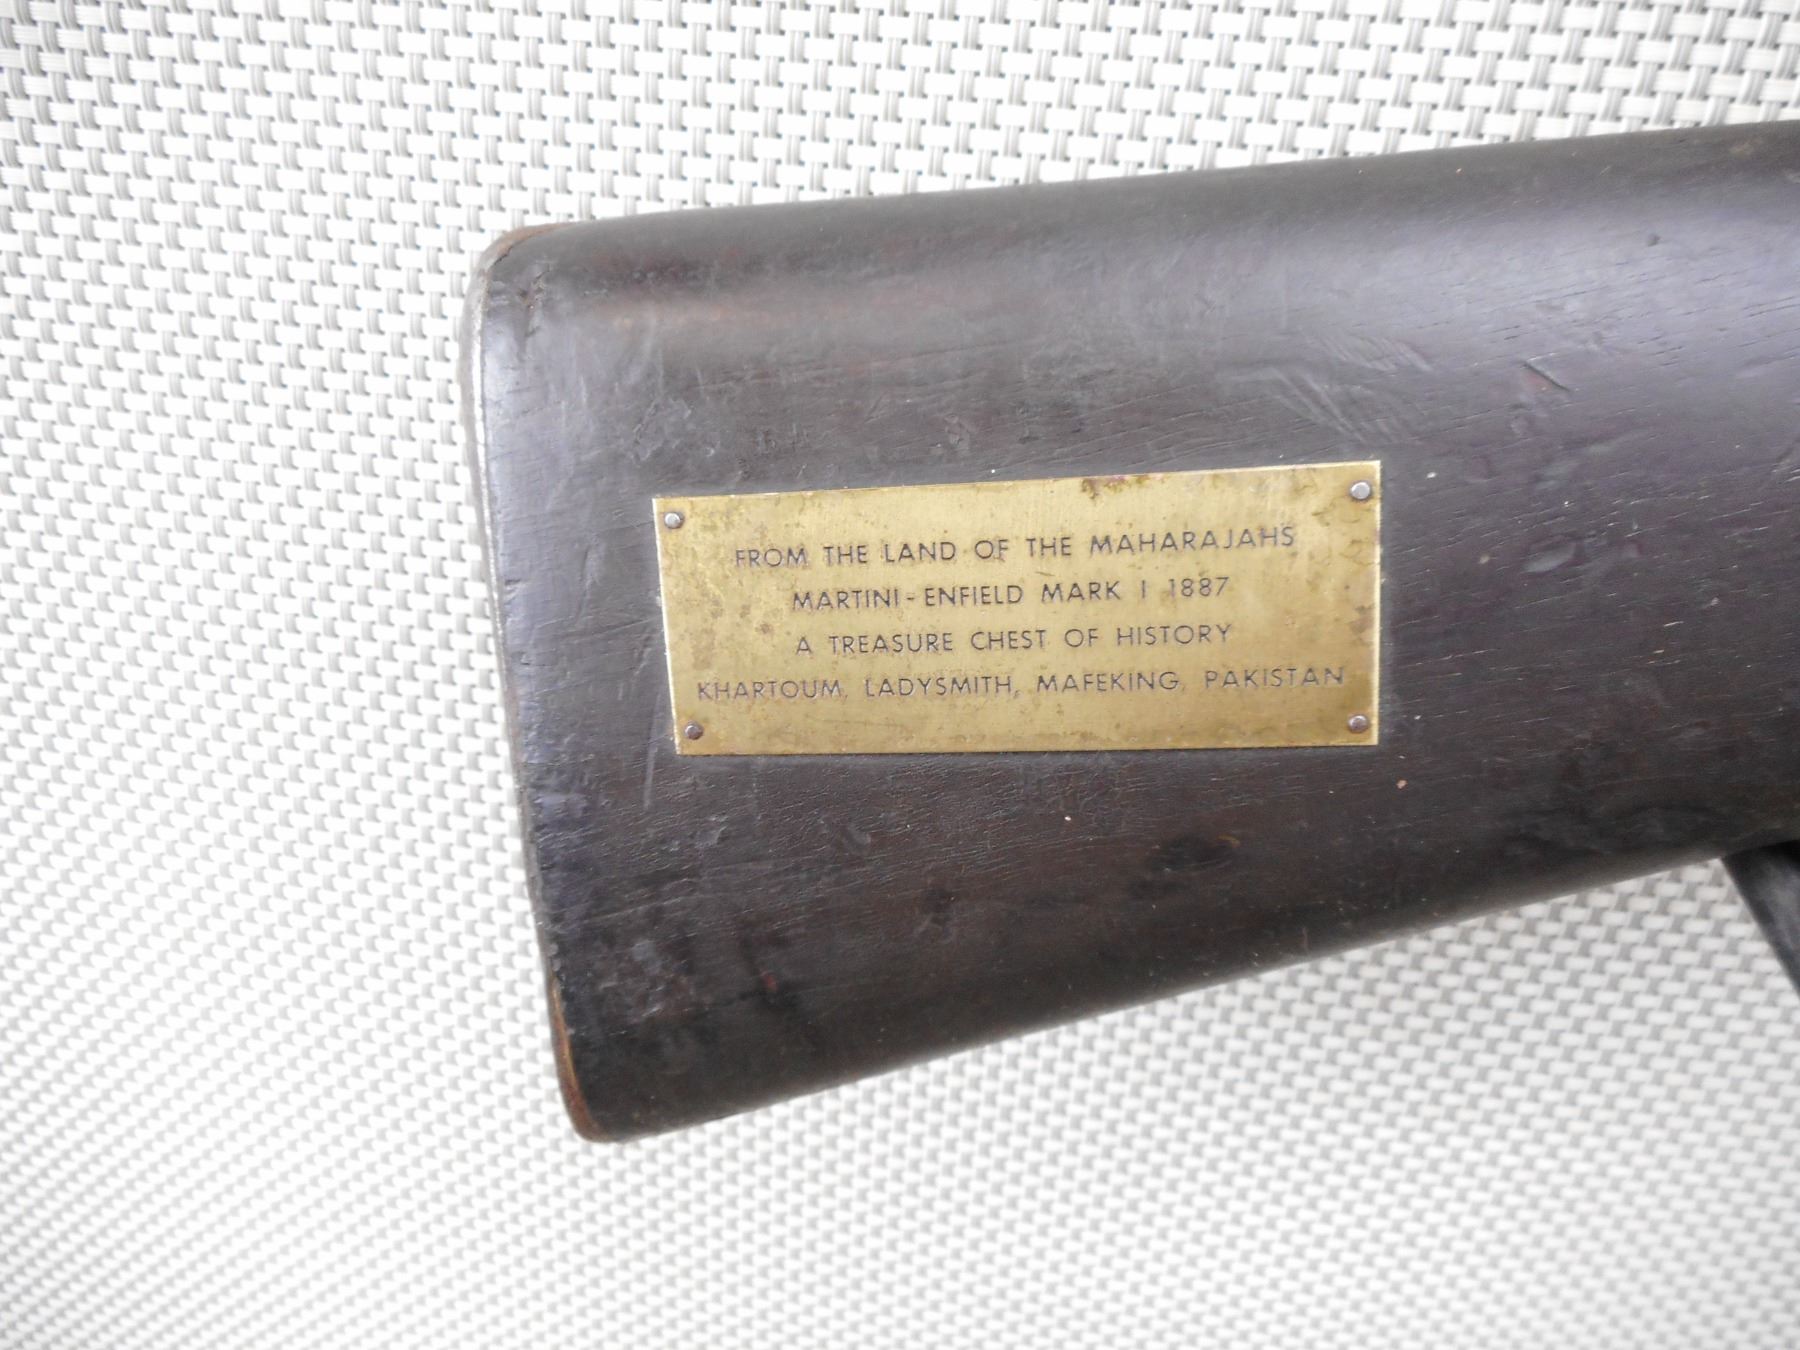 FROM THE LAND OF THE MAHARAJAHS
MARTINI-ENFIELD MARK I 1887
A TREASURE CHEST OF HISTORY
KHARTOUM, LADYSMITH, MAFEKING, PAKISTAN